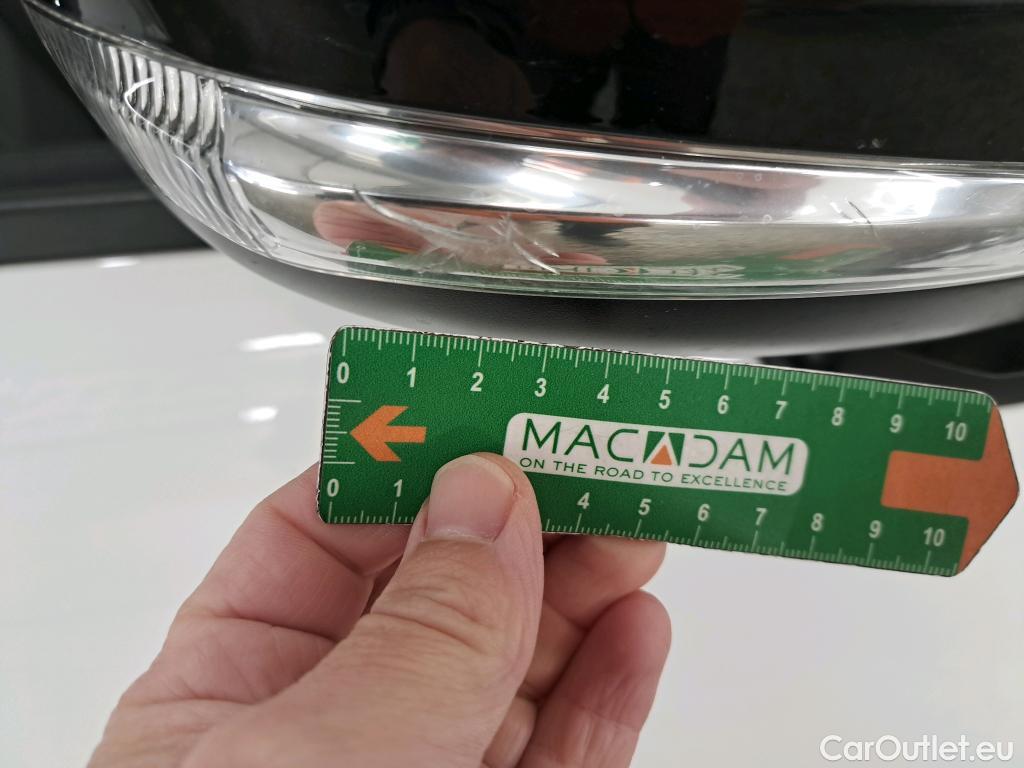 0 1 2 3 4 5 6 7 8 9 10
MACADAM
ON THE ROAD TO EXCELLENCE
0 1 4 5 6 7 8 9 10
CarOutlet.eu